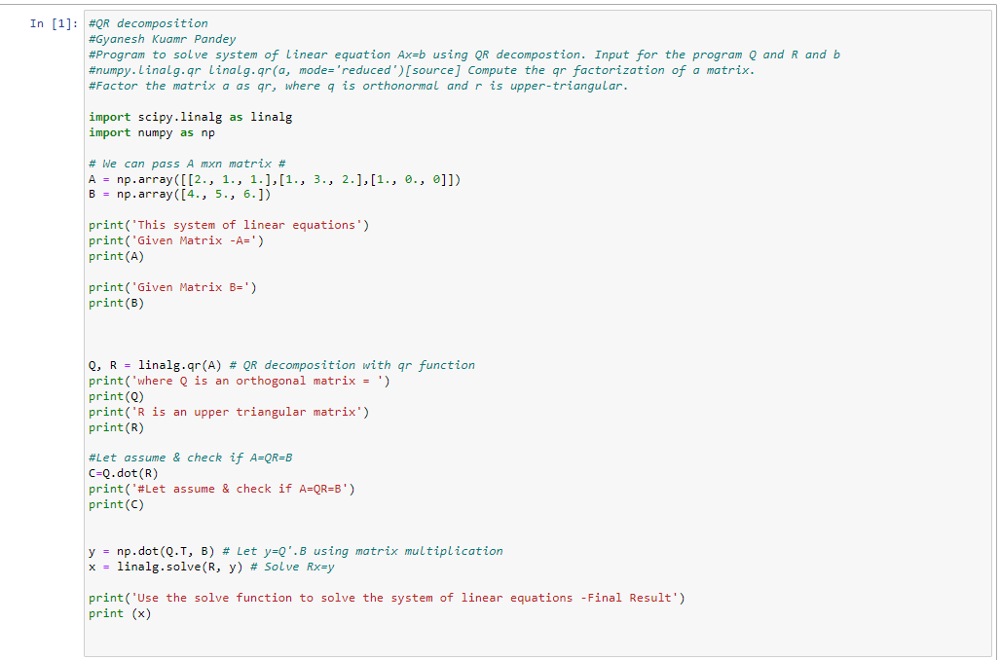 In [1]: #QR decomposition
#Gyanesh Kuamr Pandey
#Program to solve system of linear equation Ax=b using QR decompostion. Input for the program Q and R and b
#numpy.linalg.qr linalg.qr(a, mode='reduced')[source] Compute the qr factorization of a matrix.
#Factor the matrix a as qr, where q is orthonormal and r is upper-triangular.
import scipy.linalg as linalg
import numpy as np
# We can pass A mxn matrix #
A = np.array([[2., 1., 1.],[1., 3., 2.],[1., 0., 0]])
B = np.array([4., 5., 6.])
print('This system of linear equations')
print('Given Matrix -A=')
print(A)
print('Given Matrix B=')
print(B)
Q, R = linalg.qr(A) # QR decomposition with qr function
print('where Q is an orthogonal matrix = ')
print(Q)
print('R is an upper triangular matrix')
print(R)
#Let assume & check if A=QR=B
C=Q.dot(R)
print('#Let assume & check if A=QR=B')
print(C)
y = np.dot(Q.T, B) # Let y=Q'.B using matrix multiplication
x = linalg.solve(R, y) # Solve Rx=y
print('Use the solve function to solve the system of linear equations -Final Result')
print (x)